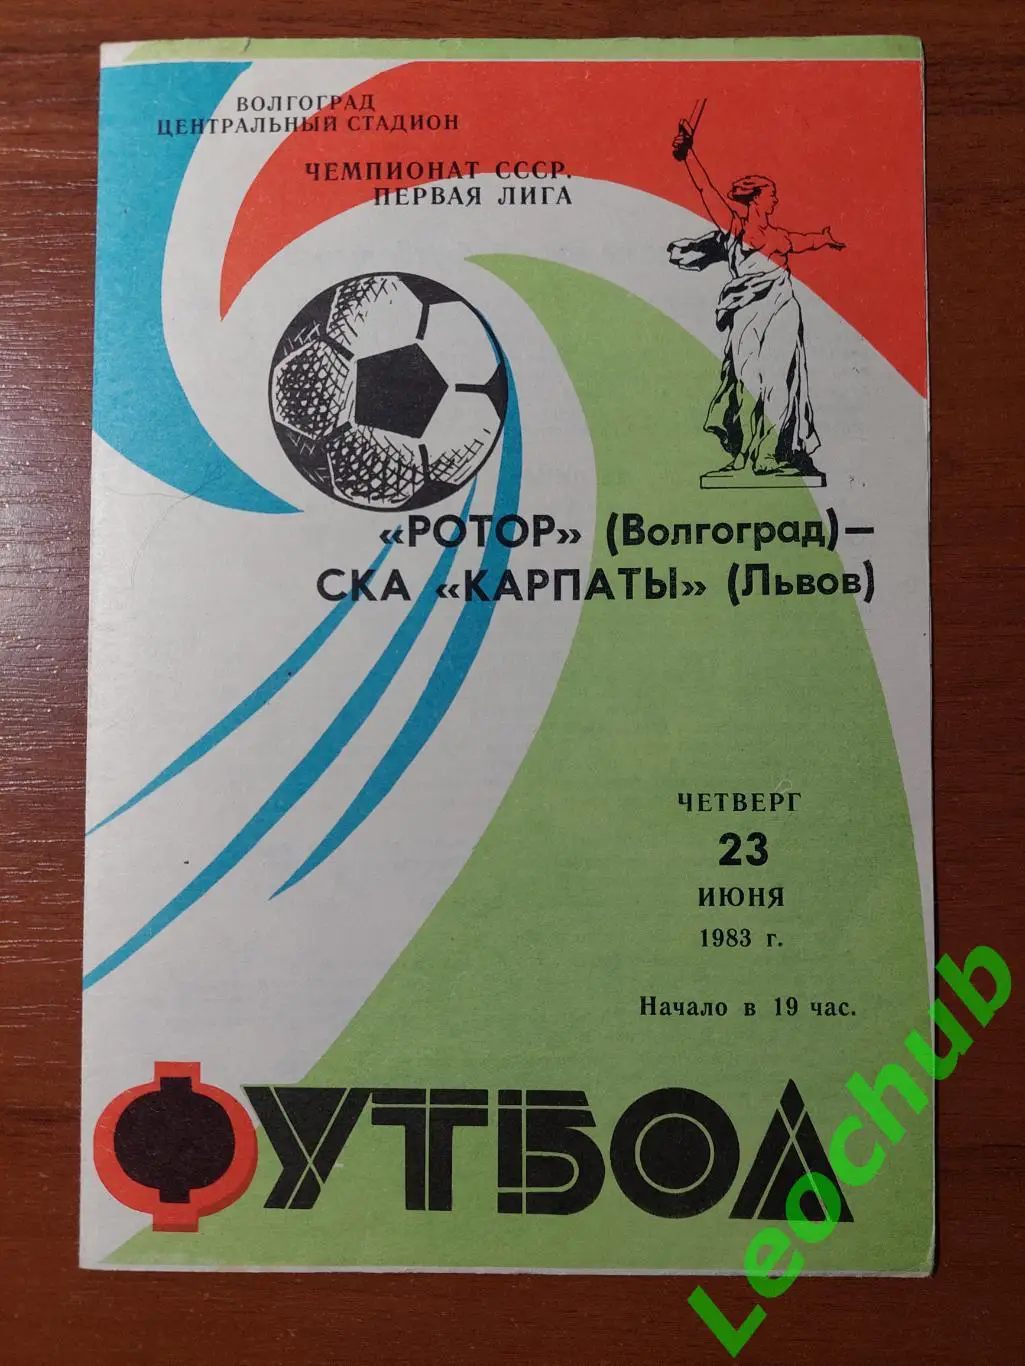 ВОЛГОГРАД
ЦЕНТРАЛЬНЫЙ СТАДИОН
ЧЕМПИОНАТ СССР.
ПЕРВАЯ ЛИГА
«РОТОР» (Волгоград)—
СКА «КАРПАТЫ» (Львов)
ЧЕТВЕРГ
23
ИЮНЯ
1983 г.
Начало в 19 час.
ФУТБОЛ
Leochub